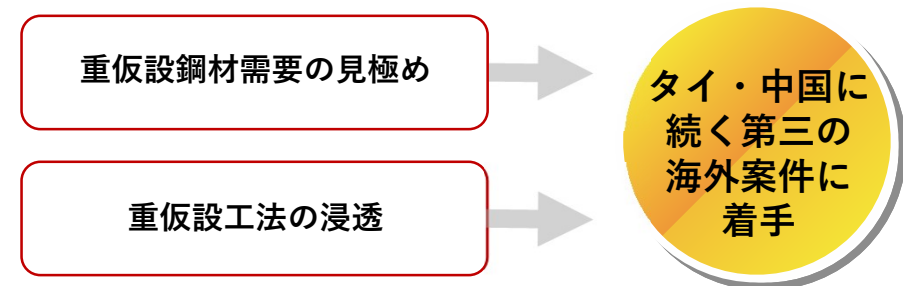 重仮設鋼材需要の見極め
重仮設工法の浸透
タイ・中国に
続く第三の
海外案件に
着手